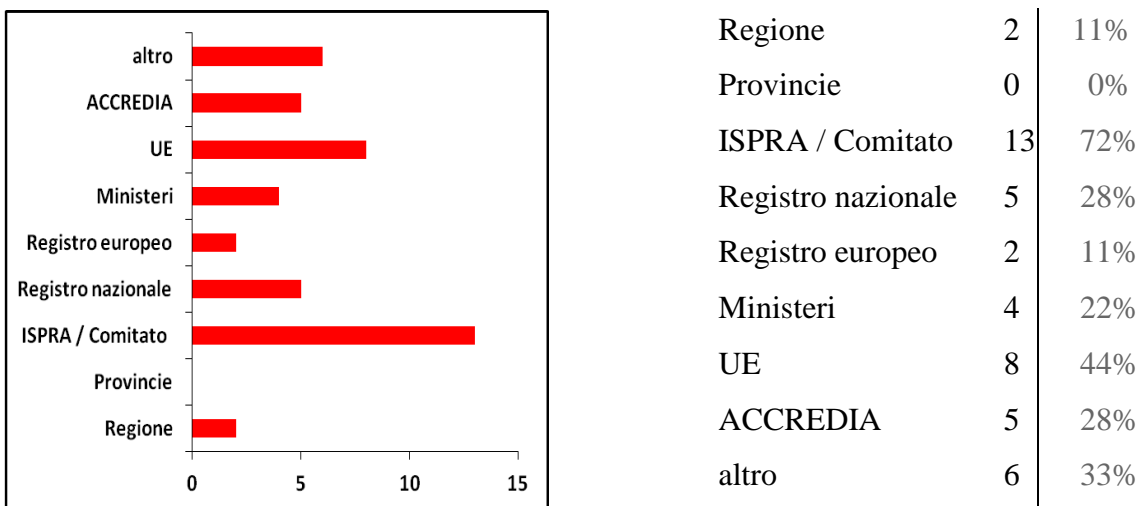 altro
ACCREDIA
UE
Ministeri
Registro europeo
Registro nazionale
ISPRA / Comitato
Provincie
Regione
0 5 10 15
Regione 2 11%
Provincie 0 0%
ISPRA / Comitato 13 72%
Registro nazionale 5 28%
Registro europeo 2 11%
Ministeri 4 22%
UE 8 44%
ACCREDIA 5 28%
altro 6 33%